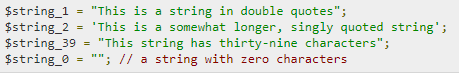 $string_1 = "This is a string in double quotes";
$string_2 = 'This is a somewhat longer, singly quoted string';
$string_39 = "This string has thirty-nine characters";
$string_0 = ""; // a string with zero characters